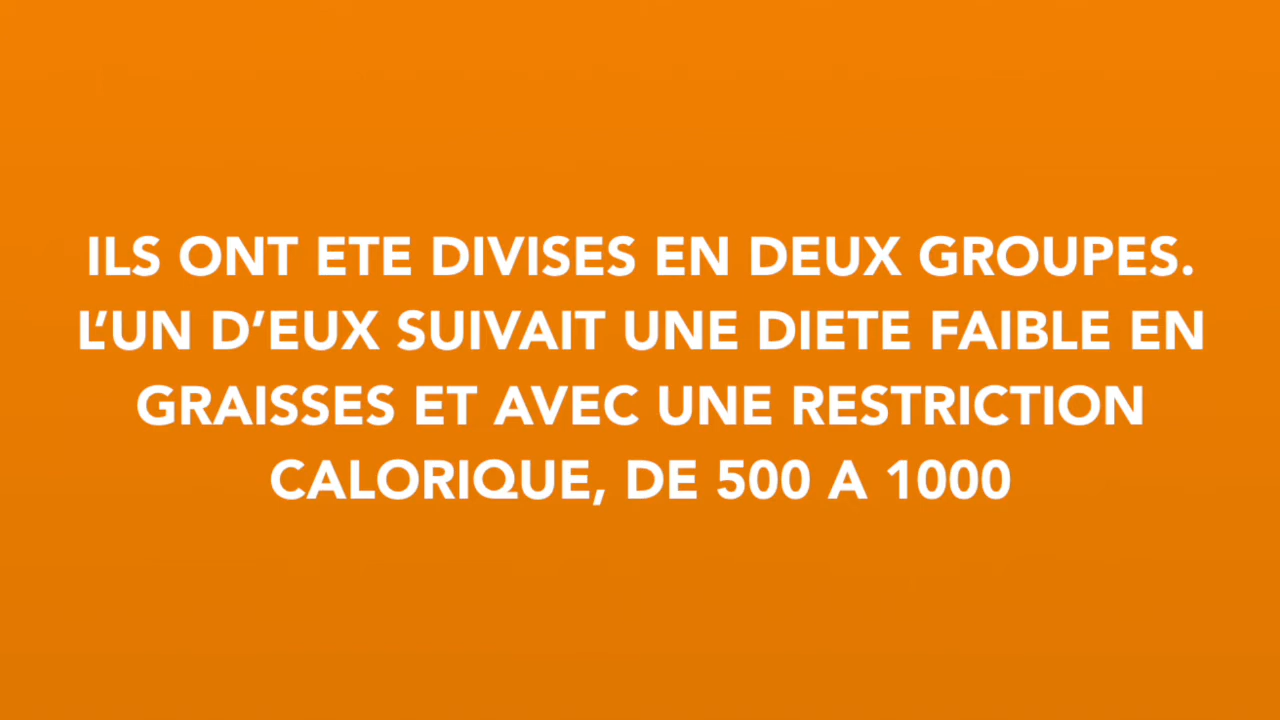 ILS ONT ETE DIVISES EN DEUX GROUPES.
L’UN D’EUX SUIVAIT UNE DIETE FAIBLE EN
GRAISSES ET AVEC UNE RESTRICTION
CALORIQUE, DE 500 A 1000